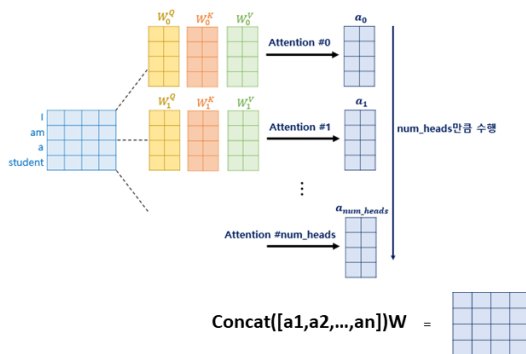 W_0^Q W_0^K W_0^V
a_0
Attention #0
W_1^Q W_1^K W_1^V
a_1
Attention #1
I
am
a
student
num_heads만큼 수행
⋮
a_num_heads
Attention #num_heads
Concat([a1,a2,...,an])W =